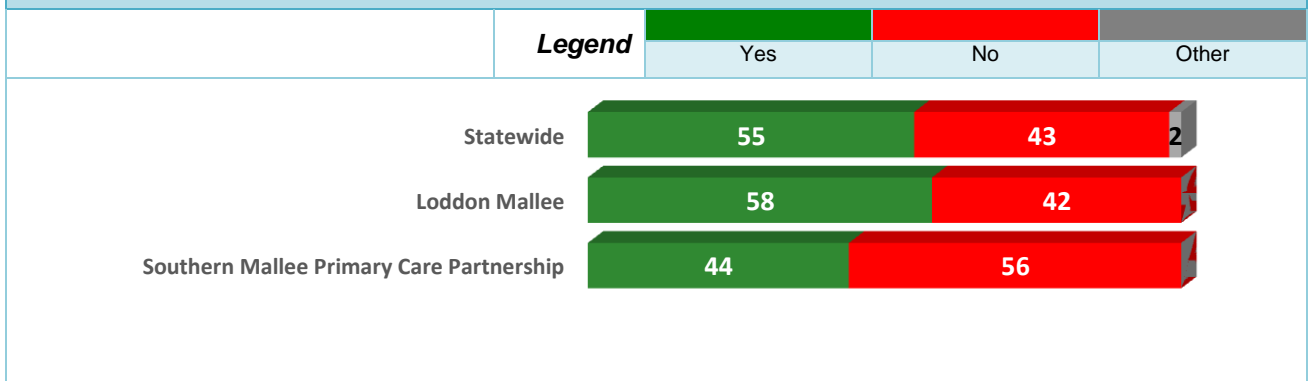 Legend
Yes No Other
Statewide 55 43 2
Loddon Mallee 58 42
Southern Mallee Primary Care Partnership 44 56